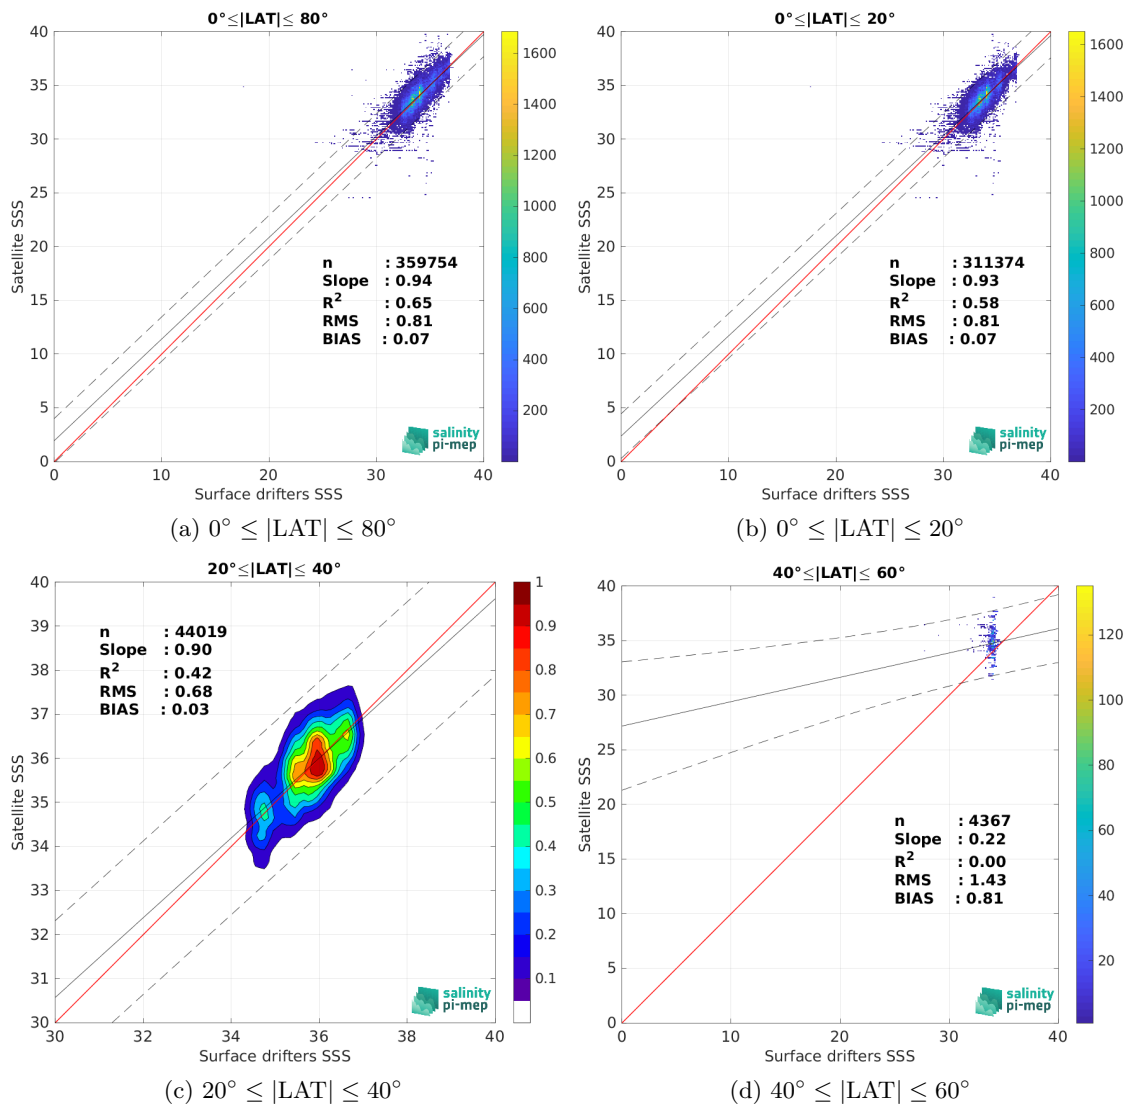 0°≤|LAT|≤ 80°
40
35
30
25
20
15
10
5
0
Satellite SSS
n : 359754
Slope : 0.94
R² : 0.65
RMS : 0.81
BIAS : 0.07
salinity
pi-mep
0 10 20 30 40
Surface drifters SSS
1600
1400
1200
1000
800
600
400
200
(a) 0° ≤ |LAT| ≤ 80°
0°≤|LAT|≤ 20°
40
35
30
25
20
15
10
5
0
Satellite SSS
n : 311374
Slope : 0.93
R² : 0.58
RMS : 0.81
BIAS : 0.07
salinity
pi-mep
0 10 20 30 40
Surface drifters SSS
1600
1400
1200
1000
800
600
400
200
(b) 0° ≤ |LAT| ≤ 20°
20°≤|LAT|≤ 40°
40
39
38
37
36
35
34
33
32
31
30
Satellite SSS
n : 44019
Slope : 0.90
R² : 0.42
RMS : 0.68
BIAS : 0.03
salinity
pi-mep
30 32 34 36 38 40
Surface drifters SSS
1
0.9
0.8
0.7
0.6
0.5
0.4
0.3
0.2
0.1
(c) 20° ≤ |LAT| ≤ 40°
40°≤|LAT|≤ 60°
40
35
30
25
20
15
10
5
0
Satellite SSS
n : 4367
Slope : 0.22
R² : 0.00
RMS : 1.43
BIAS : 0.81
salinity
pi-mep
0 10 20 30 40
Surface drifters SSS
120
100
80
60
40
20
(d) 40° ≤ |LAT| ≤ 60°